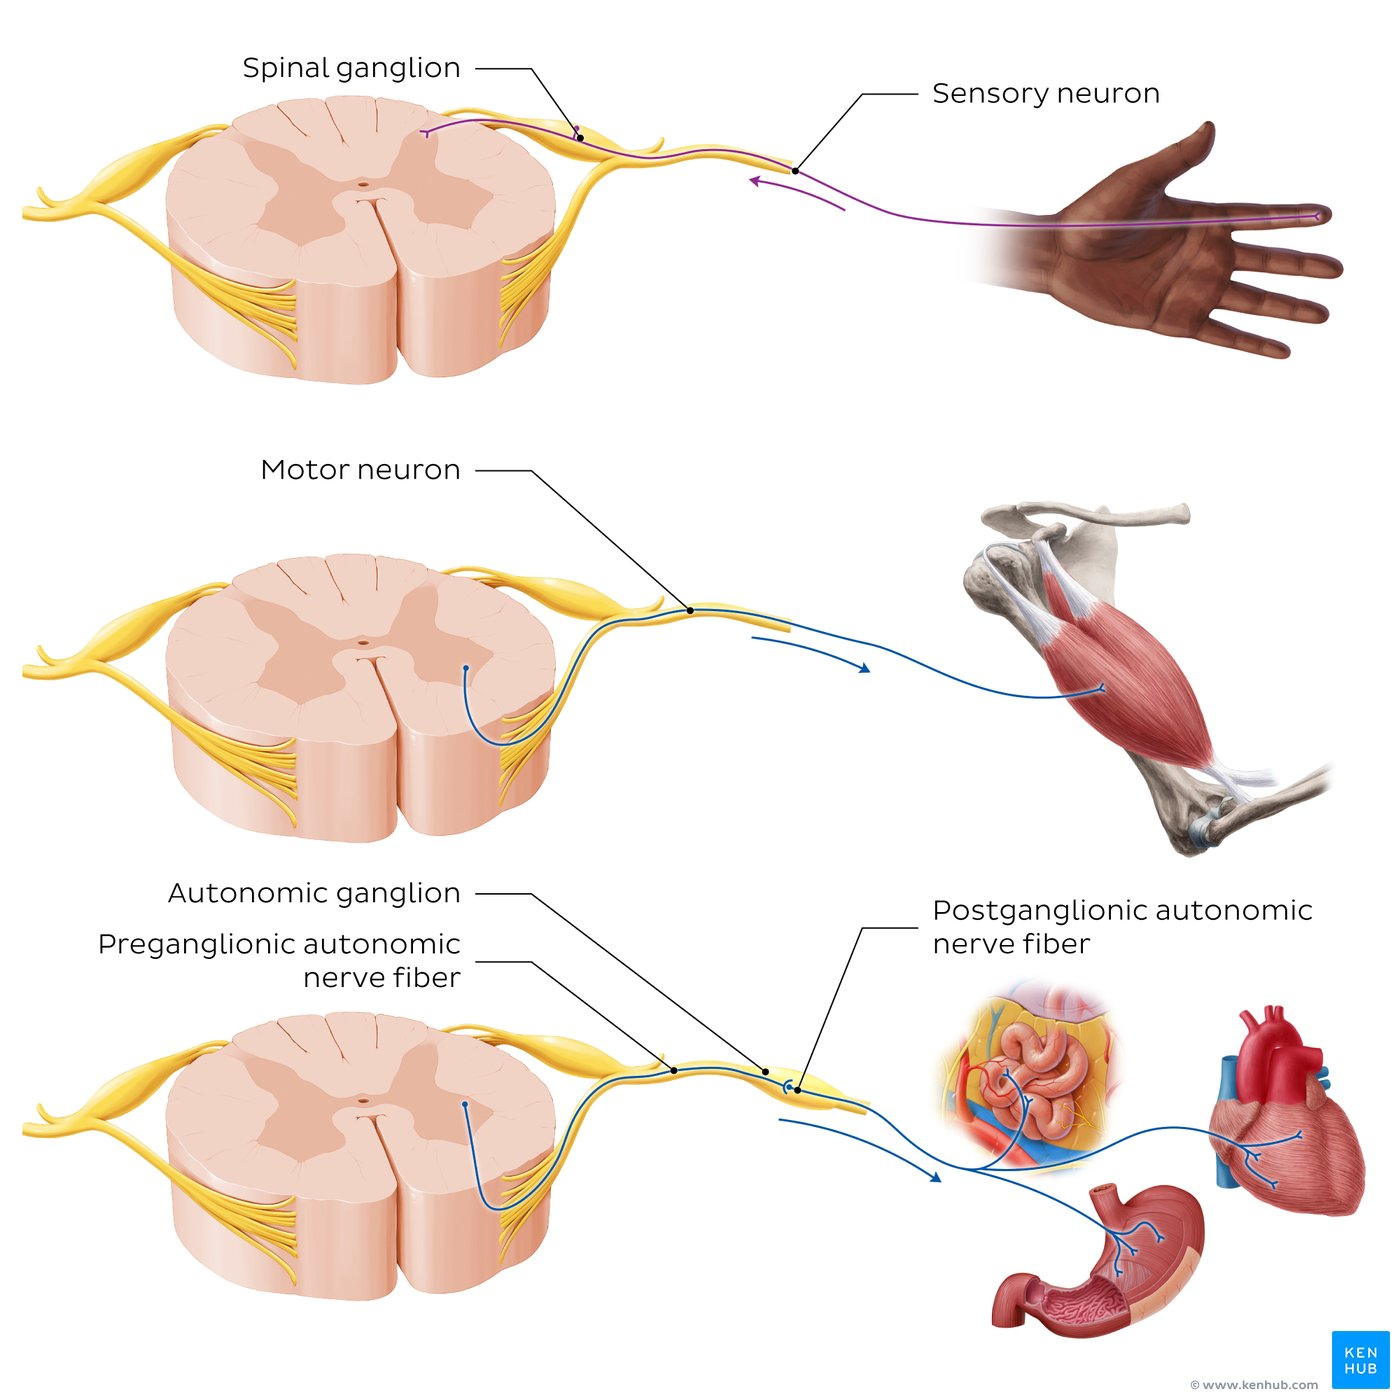 Spinal ganglion
Sensory neuron
Motor neuron
Autonomic ganglion
Preganglionic autonomic
nerve fiber
Postganglionic autonomic
nerve fiber
KEN
HUB
© www.kenhub.com